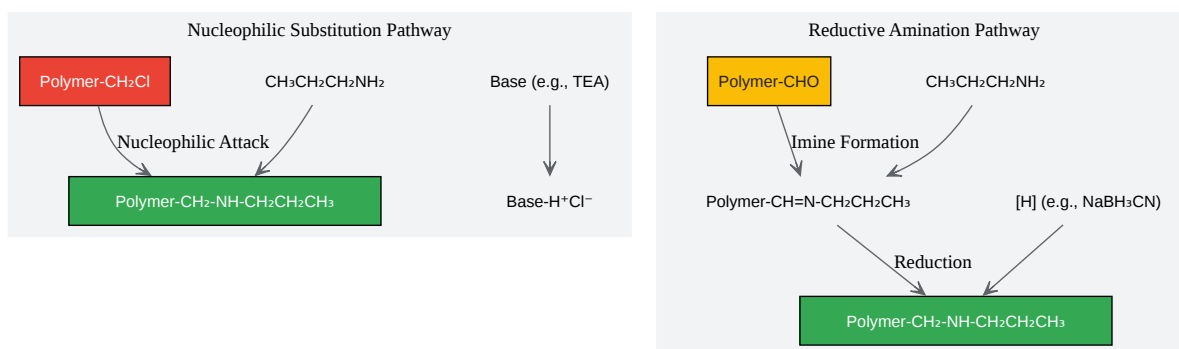 Nucleophilic Substitution Pathway
Polymer-CH₂Cl
CH₃CH₂CH₂NH₂
Base (e.g., TEA)
Nucleophilic Attack
Polymer-CH₂-NH-CH₂CH₂CH₃
Base-H⁺Cl⁻
Reductive Amination Pathway
Polymer-CHO
CH₃CH₂CH₂NH₂
Imine Formation
Polymer-CH=N-CH₂CH₂CH₃
[H] (e.g., NaBH₃CN)
Reduction
Polymer-CH₂-NH-CH₂CH₂CH₃